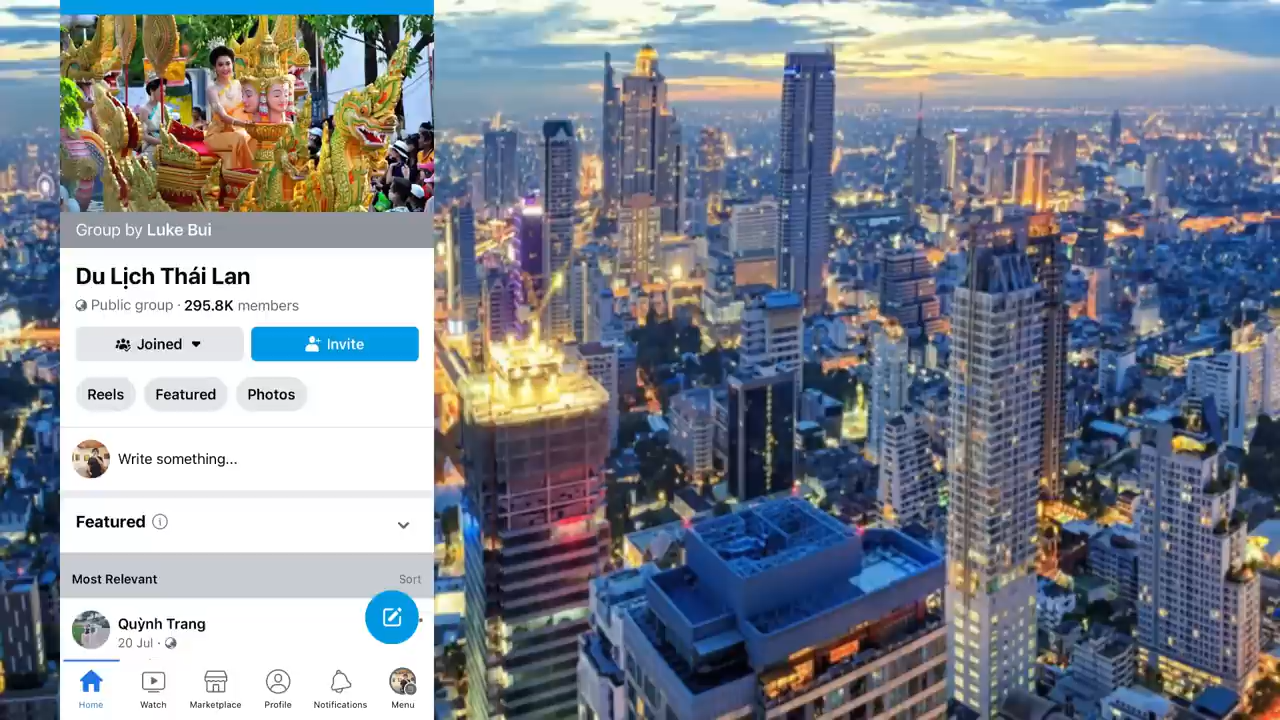 Group by Luke Bui
Du Lịch Thái Lan
Public group · 295.8K members
Joined
Invite
Reels
Featured
Photos
Write something...
Featured
Most Relevant
Sort
Quỳnh Trang
20 Jul ·
Home
Watch
Marketplace
Profile
Notifications
Menu